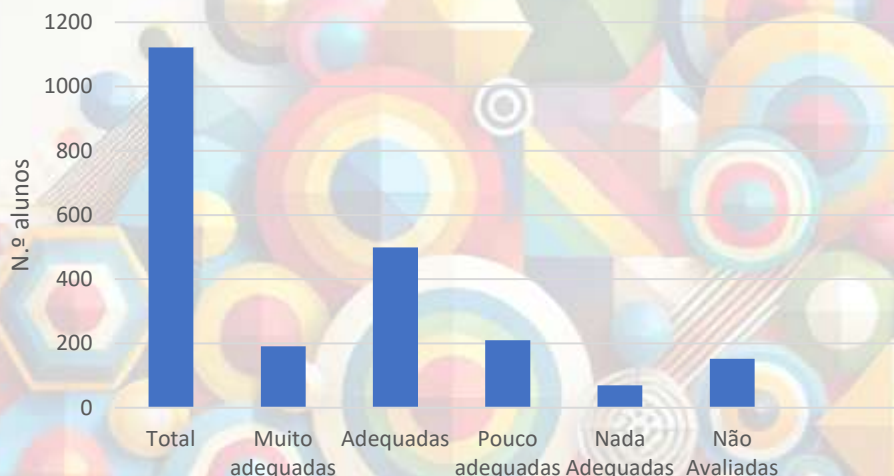 1200
1000
800
600
400
200
0
N.º alunos
Total
Muito
adequadas
Adequadas
Pouco
adequadas
Nada
Adequadas
Não
Avaliadas